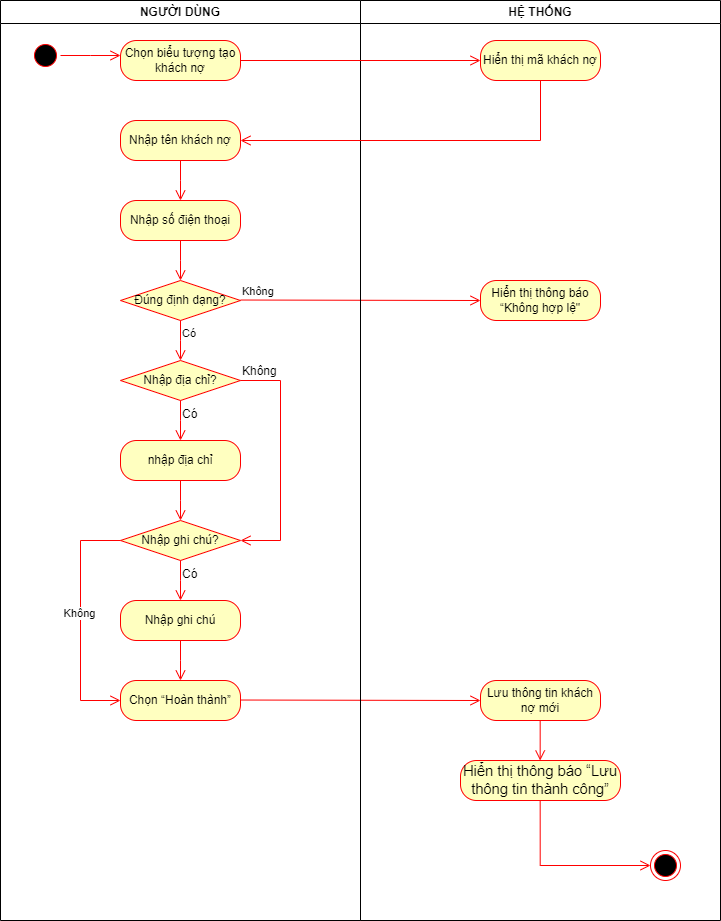 NGƯỜI DÙNG
HỆ THỐNG
Chọn biểu tượng tạo
khách nợ
Hiển thị mã khách nợ
Nhập tên khách nợ
Nhập số điện thoại
Đúng định dạng?
Không
Hiển thị thông báo
“Không hợp lệ"
Có
Nhập địa chỉ?
Không
Có
nhập địa chỉ
Nhập ghi chú?
Có
Không
Nhập ghi chú
Chọn “Hoàn thành”
Lưu thông tin khách
nợ mới
Hiển thị thông báo “Lưu
thông tin thành công”